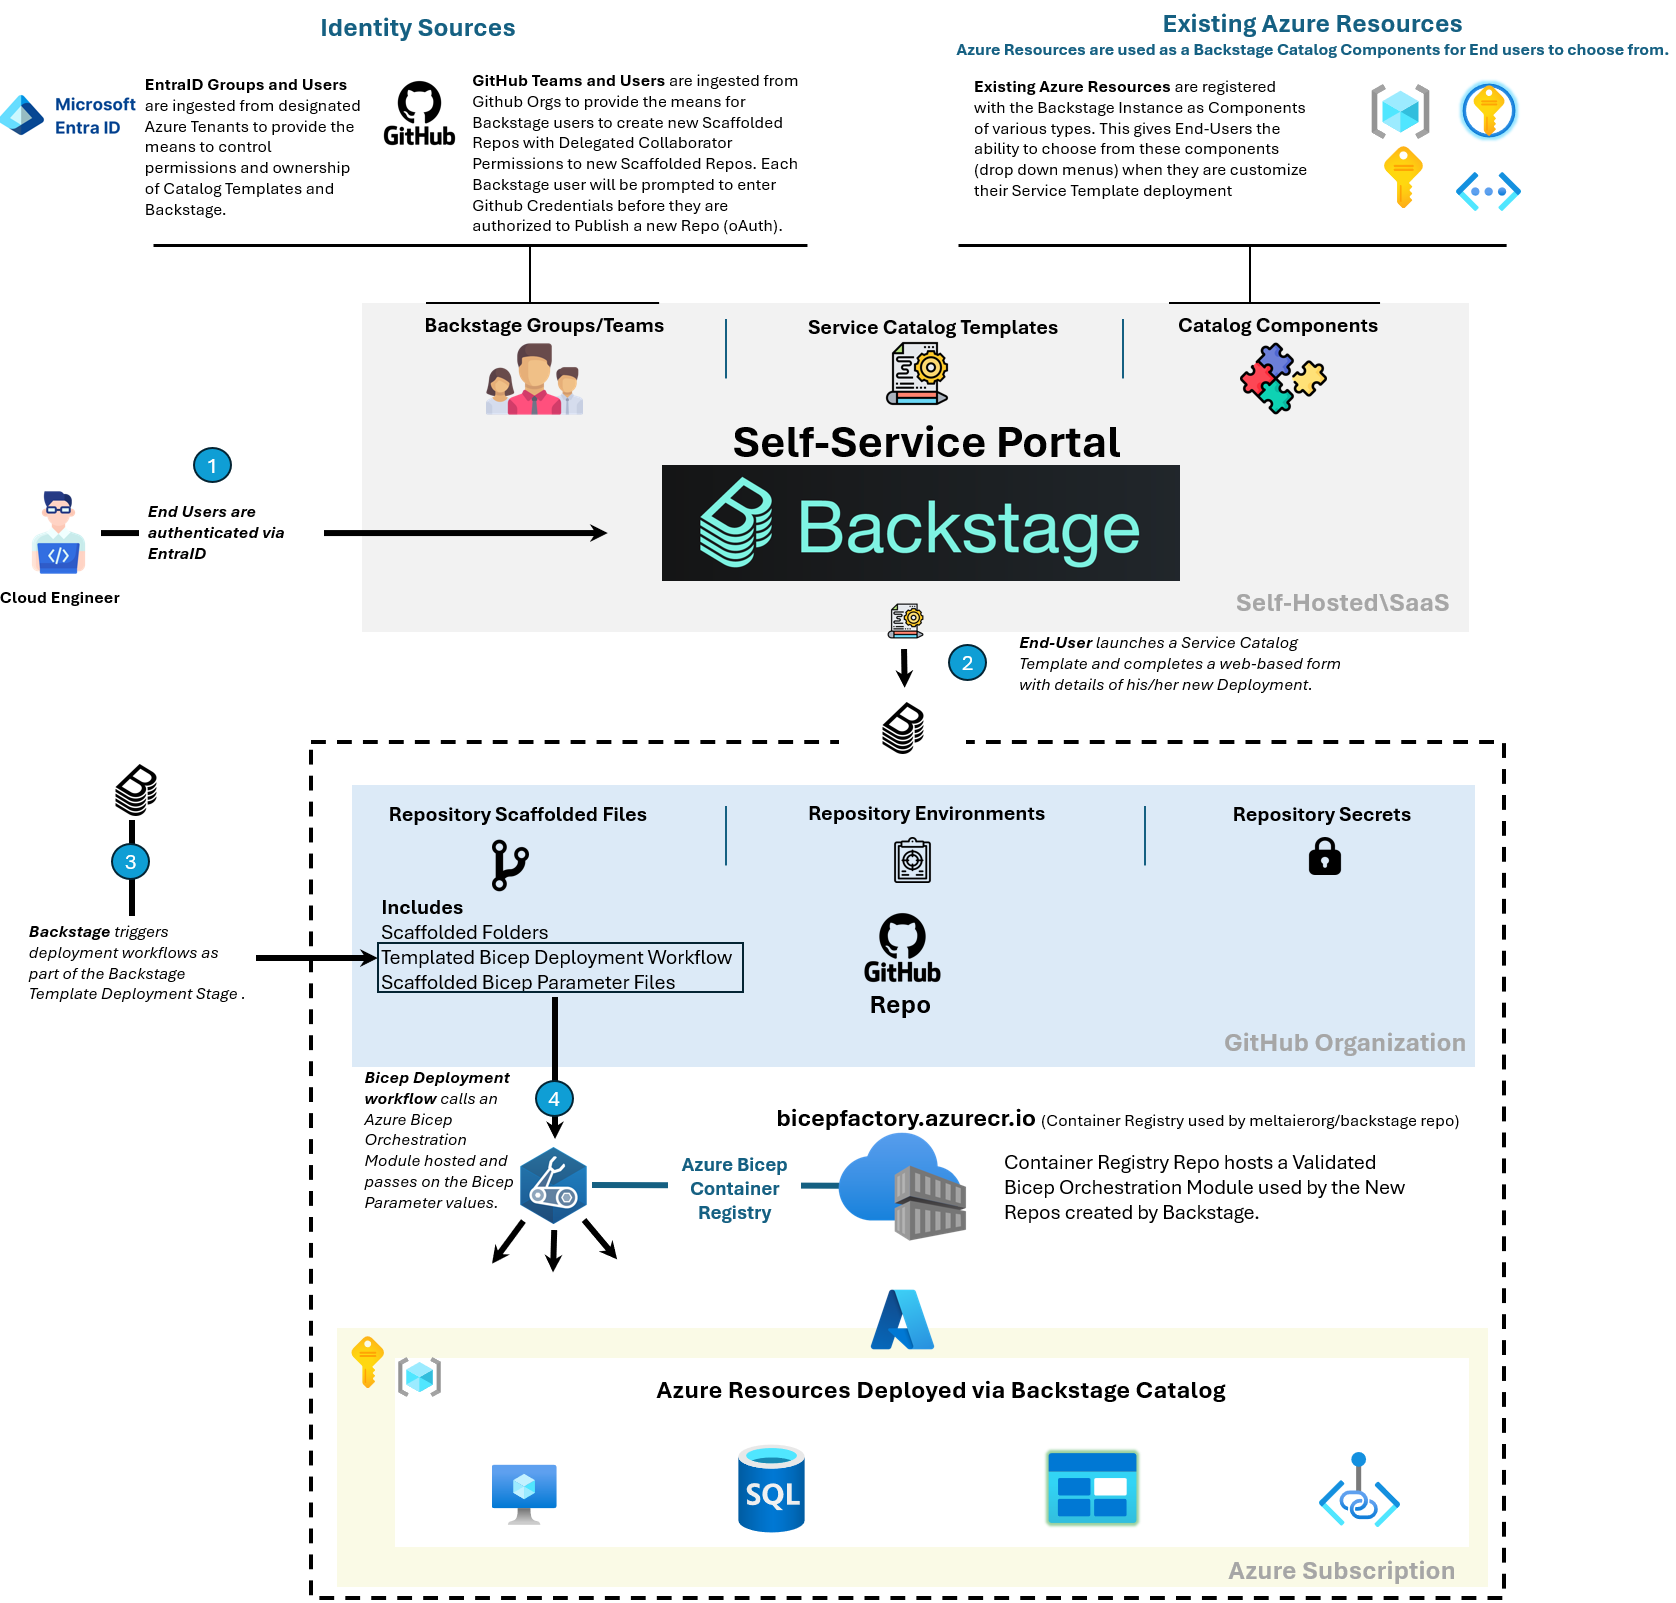 Identity Sources
Existing Azure Resources
Azure Resources are used as a Backstage Catalog Components for End users to choose from.
Microsoft
Entra ID
EntraID Groups and Users
are ingested from designated
Azure Tenants to provide the
means to control
permissions and ownership
of Catalog Templates and
Backstage.
GitHub
GitHub Teams and Users are ingested from
Github Orgs to provide the means for
Backstage users to create new Scaffolded
Repos with Delegated Collaborator
Permissions to new Scaffolded Repos. Each
Backstage user will be prompted to enter
Github Credentials before they are
authorized to Publish a new Repo (oAuth).
Existing Azure Resources are registered
with the Backstage Instance as Components
of various types. This gives End-Users the
ability to choose from these components
(drop down menus) when they are customize
their Service Template deployment
Backstage Groups/Teams
Service Catalog Templates
Catalog Components
Self-Service Portal
Backstage
Self-Hosted\SaaS
1
End Users are
authenticated via
EntraID
Cloud Engineer
2
End-User launches a Service Catalog
Template and completes a web-based form
with details of his/her new Deployment.
3
Backstage triggers
deployment workflows as
part of the Backstage
Template Deployment Stage .
Repository Scaffolded Files
Repository Environments
Repository Secrets
Includes
Scaffolded Folders
Templated Bicep Deployment Workflow
Scaffolded Bicep Parameter Files
GitHub
Repo
GitHub Organization
Bicep Deployment
workflow calls an
Azure Bicep
Orchestration
Module hosted and
passes on the Bicep
Parameter values.
4
Azure Bicep
Container
Registry
bicepfactory.azurecr.io (Container Registry used by meltaierorg/backstage repo)
Container Registry Repo hosts a Validated
Bicep Orchestration Module used by the New
Repos created by Backstage.
Azure Resources Deployed via Backstage Catalog
SQL
Azure Subscription